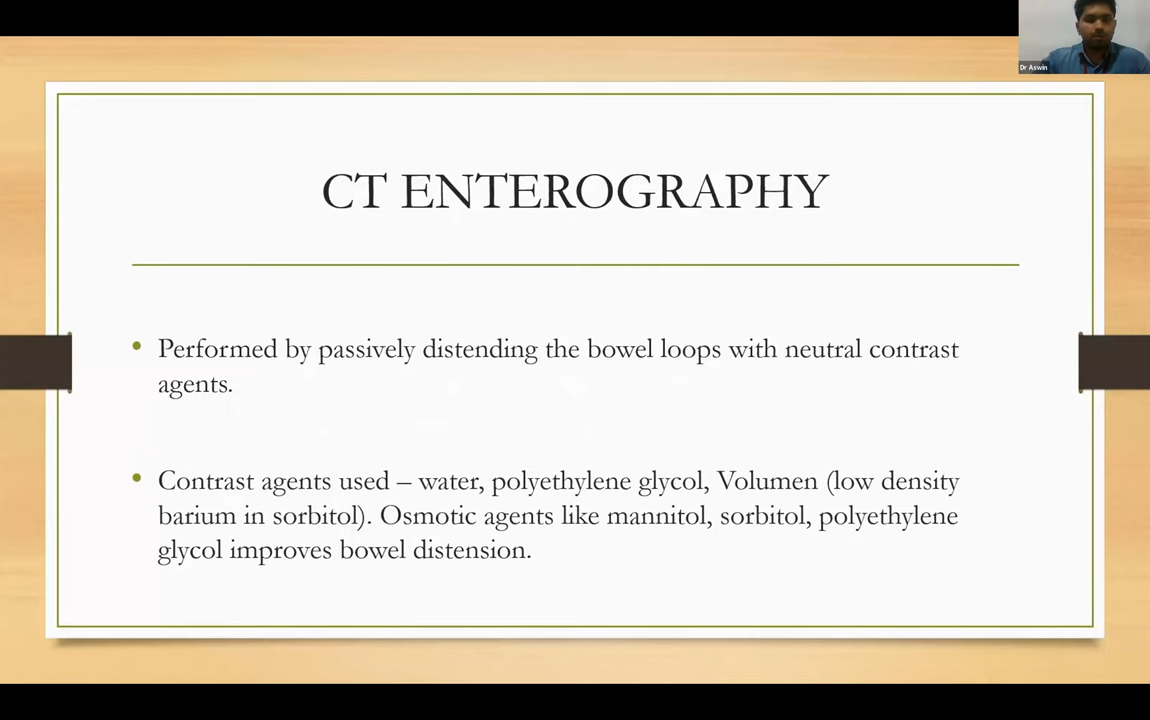 Dr Aswin
CT ENTEROGRAPHY
• Performed by passively distending the bowel loops with neutral contrast
agents.
• Contrast agents used – water, polyethylene glycol, Volumen (low density
barium in sorbitol). Osmotic agents like mannitol, sorbitol, polyethylene
glycol improves bowel distension.